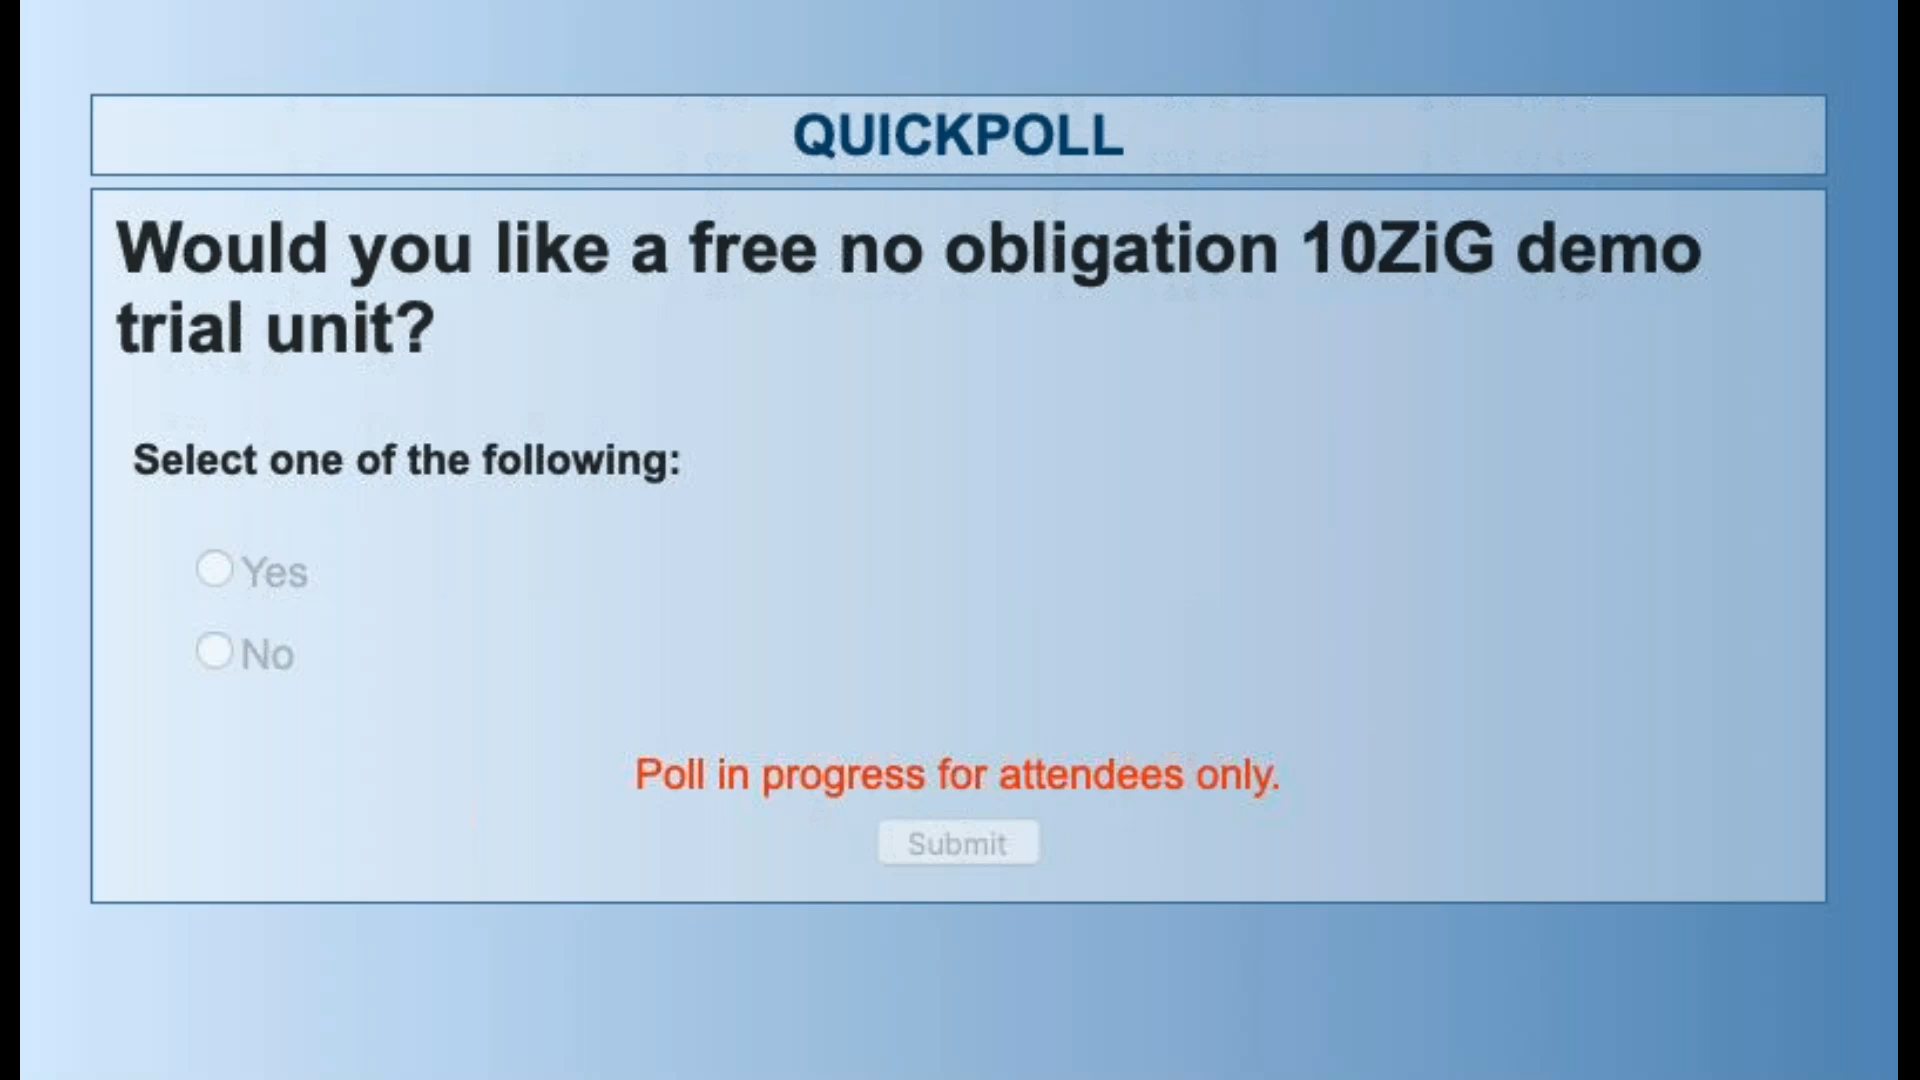 QUICKPOLL
Would you like a free no obligation 10ZiG demo
trial unit?
Select one of the following:
Yes
No
Poll in progress for attendees only.
Submit